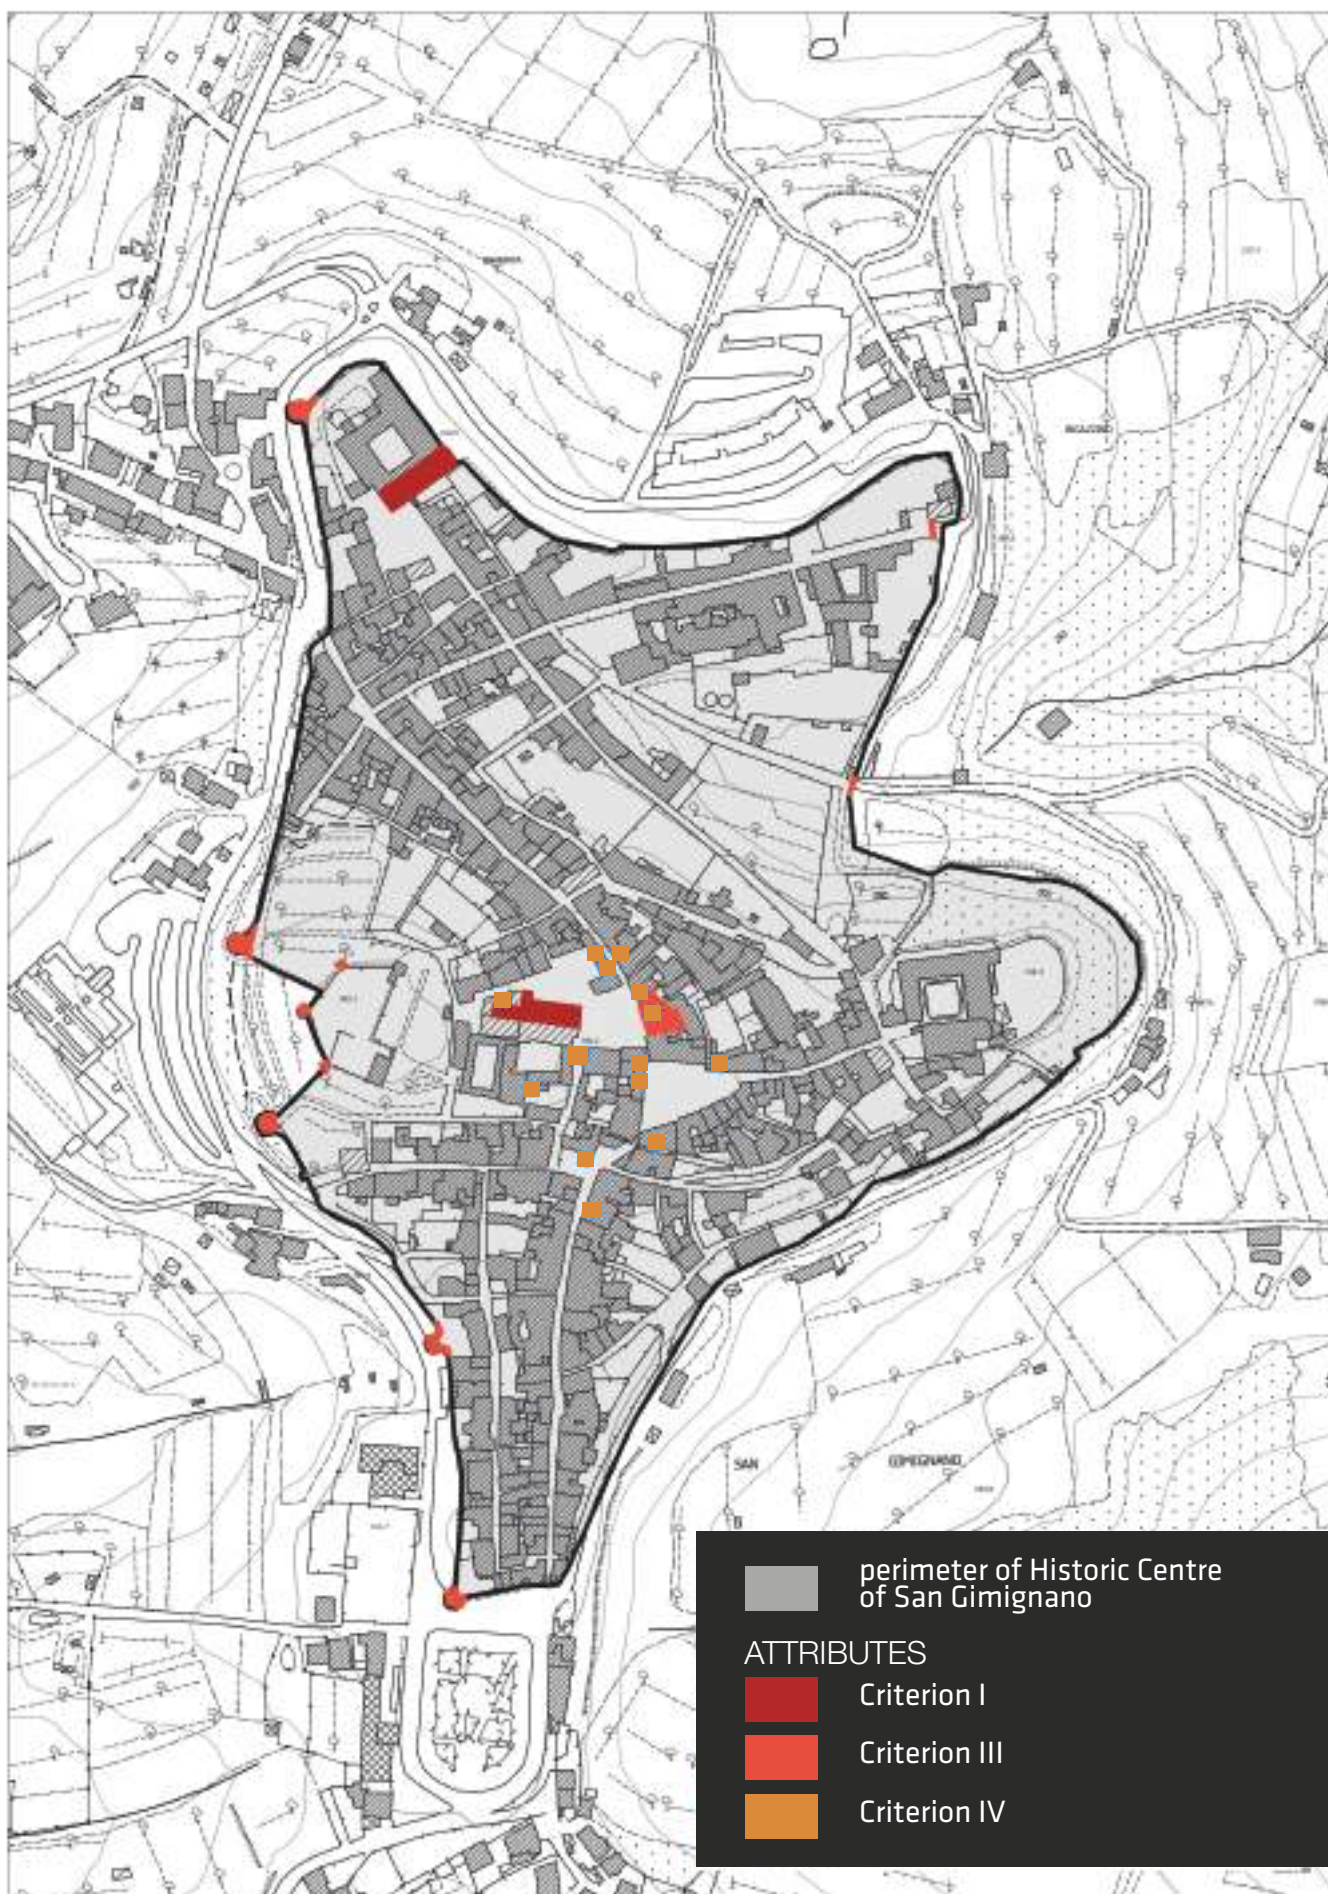 SAN
GIMIGNANO
perimeter of Historic Centre
of San Gimignano
ATTRIBUTES
Criterion I
Criterion III
Criterion IV